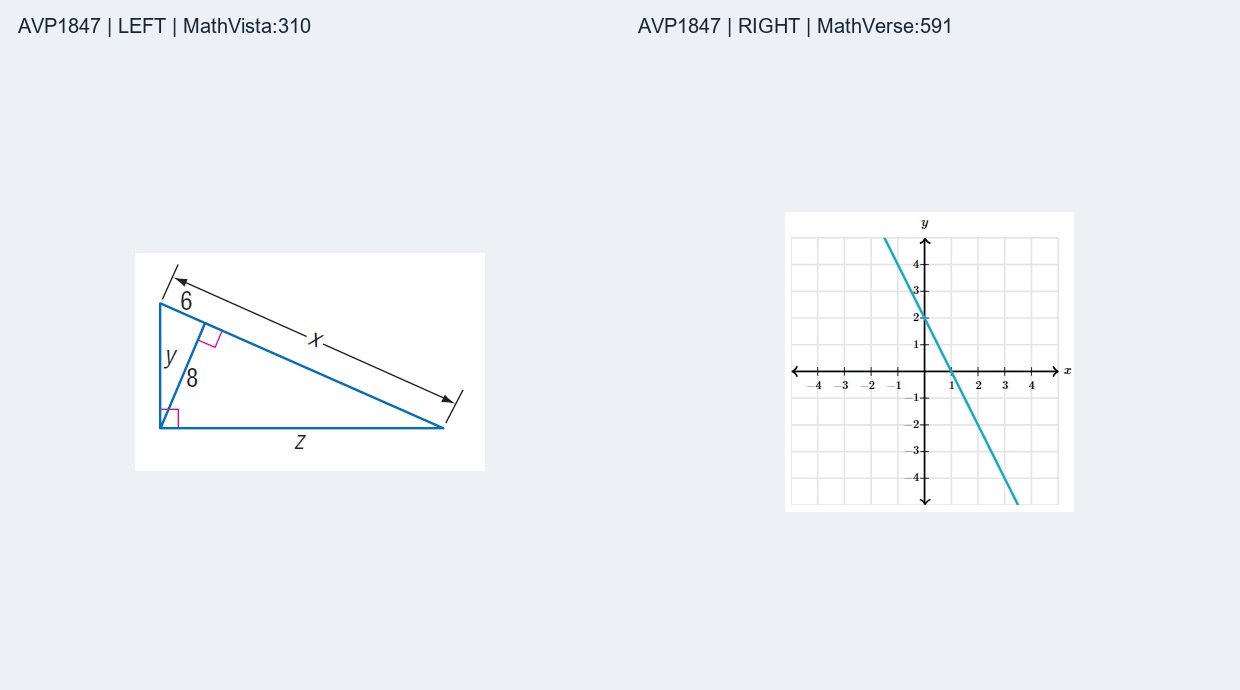 AVP1847 | LEFT | MathVista:310
AVP1847 | RIGHT | MathVerse:591
6
x
y
8
z
y
4
3
2
1
-4 -3 -2 -1 1 2 3 4 x
-1
-2
-3
-4